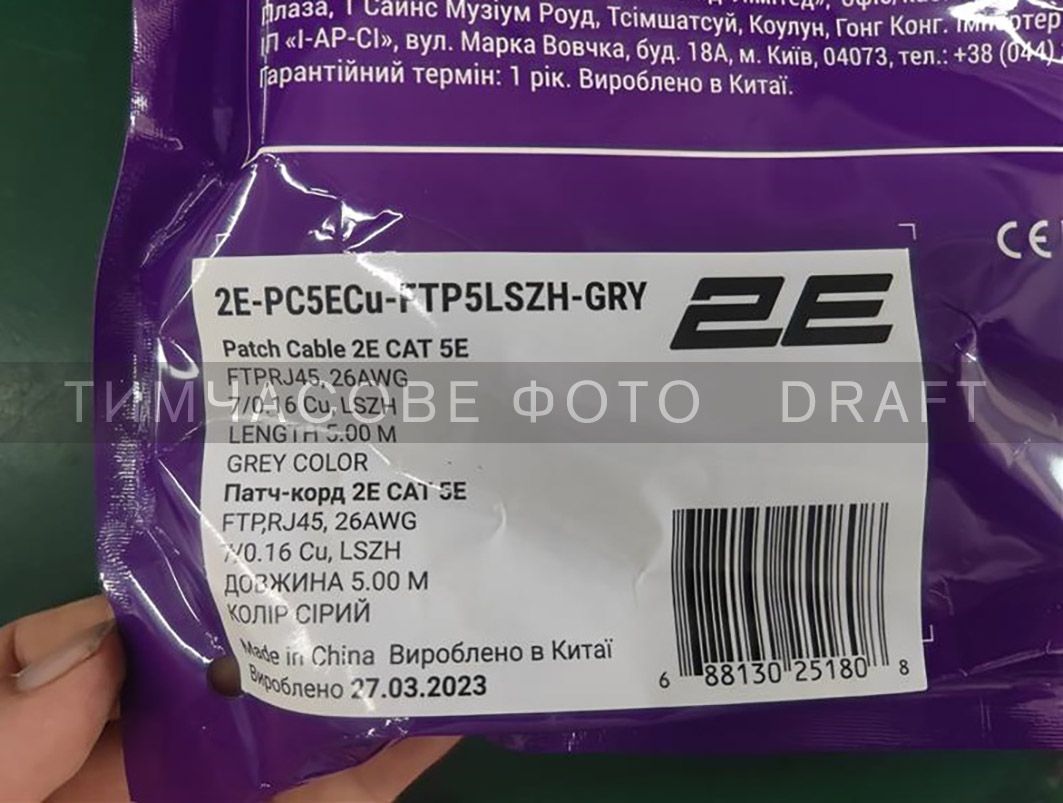 плаза, 1 Сайнс Музіум Роуд, Тсімшатсуй, Коулун, Гонг Конг. Імпортер
ІП «І-АР-СІ», вул. Марка Вовчка, буд. 18А, м. Київ, 04073, тел.: +38 (044)
Гарантійний термін: 1 рік. Вироблено в Китаї.
CE
2E-PC5ECu-FTP5LSZH-GRY
2E
Patch Cable 2E CAT 5E
FTPRJ45, 26AWG
7/0.16 Cu, LSZH
LENGTH 5.00 M
GREY COLOR
ТИМЧАСОВЕ ФОТО DRAFT
Патч-корд 2E CAT 5E
FTP,RJ45, 26AWG
7/0.16 Cu, LSZH
ДОВЖИНА 5.00 М
КОЛІР СІРИЙ
Made in China Вироблено в Китаї
Вироблено 27.03.2023
6 88130 25180 8